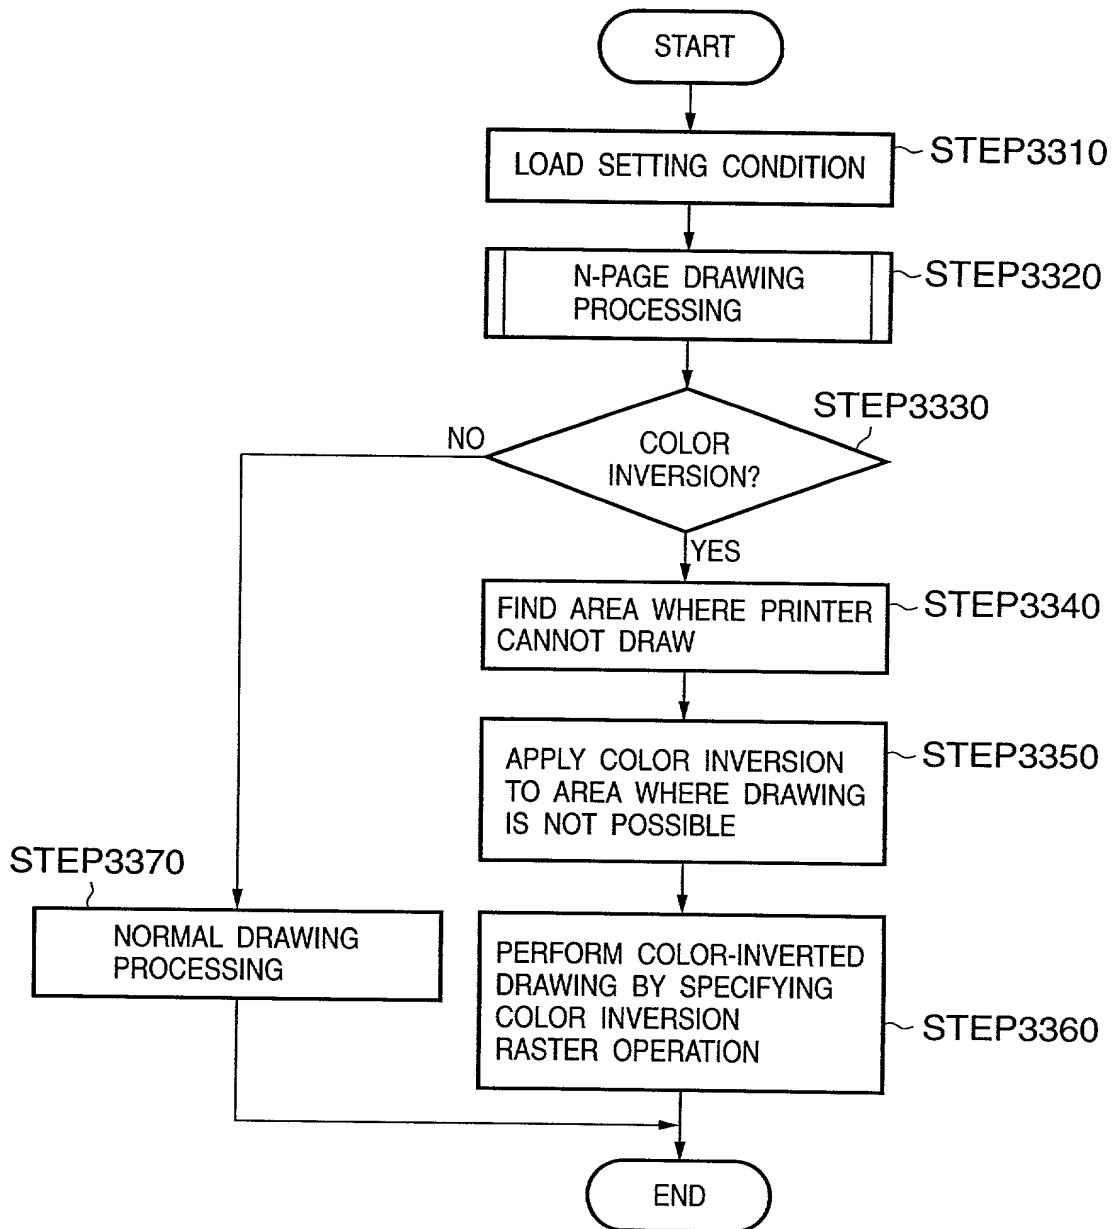 START
LOAD SETTING CONDITION
STEP3310
N-PAGE DRAWING
PROCESSING
STEP3320
STEP3330
NO
COLOR
INVERSION?
YES
FIND AREA WHERE PRINTER
CANNOT DRAW
STEP3340
APPLY COLOR INVERSION
TO AREA WHERE DRAWING
IS NOT POSSIBLE
STEP3350
STEP3370
NORMAL DRAWING
PROCESSING
PERFORM COLOR-INVERTED
DRAWING BY SPECIFYING
COLOR INVERSION
RASTER OPERATION
STEP3360
END